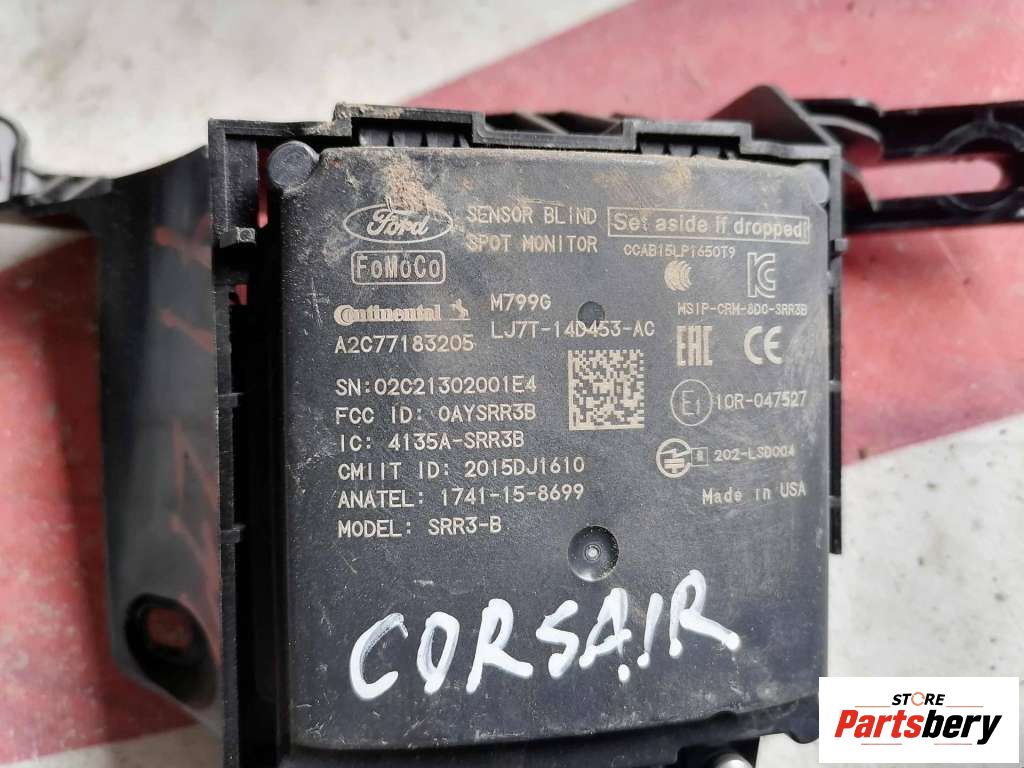 Ford
SENSOR BLIND
SPOT MONITOR
Set aside if dropped
CCAB15LP1650T9
FoMoCo
MSIP-CRM-8DC-SRR3B
Continental
M799G
LJ7T-14D453-AC
A2C77183205
EAC
CE
SN:02C21302001E4
FCC ID: OAYSRR3B
E1
10R-047527
IC: 4135A-SRR3B
R 202-LSD004
CMIIT ID: 2015DJ1610
ANATEL: 1741-15-8699
Made in USA
MODEL: SRR3-B
CORSAIR
STORE
Partsbery